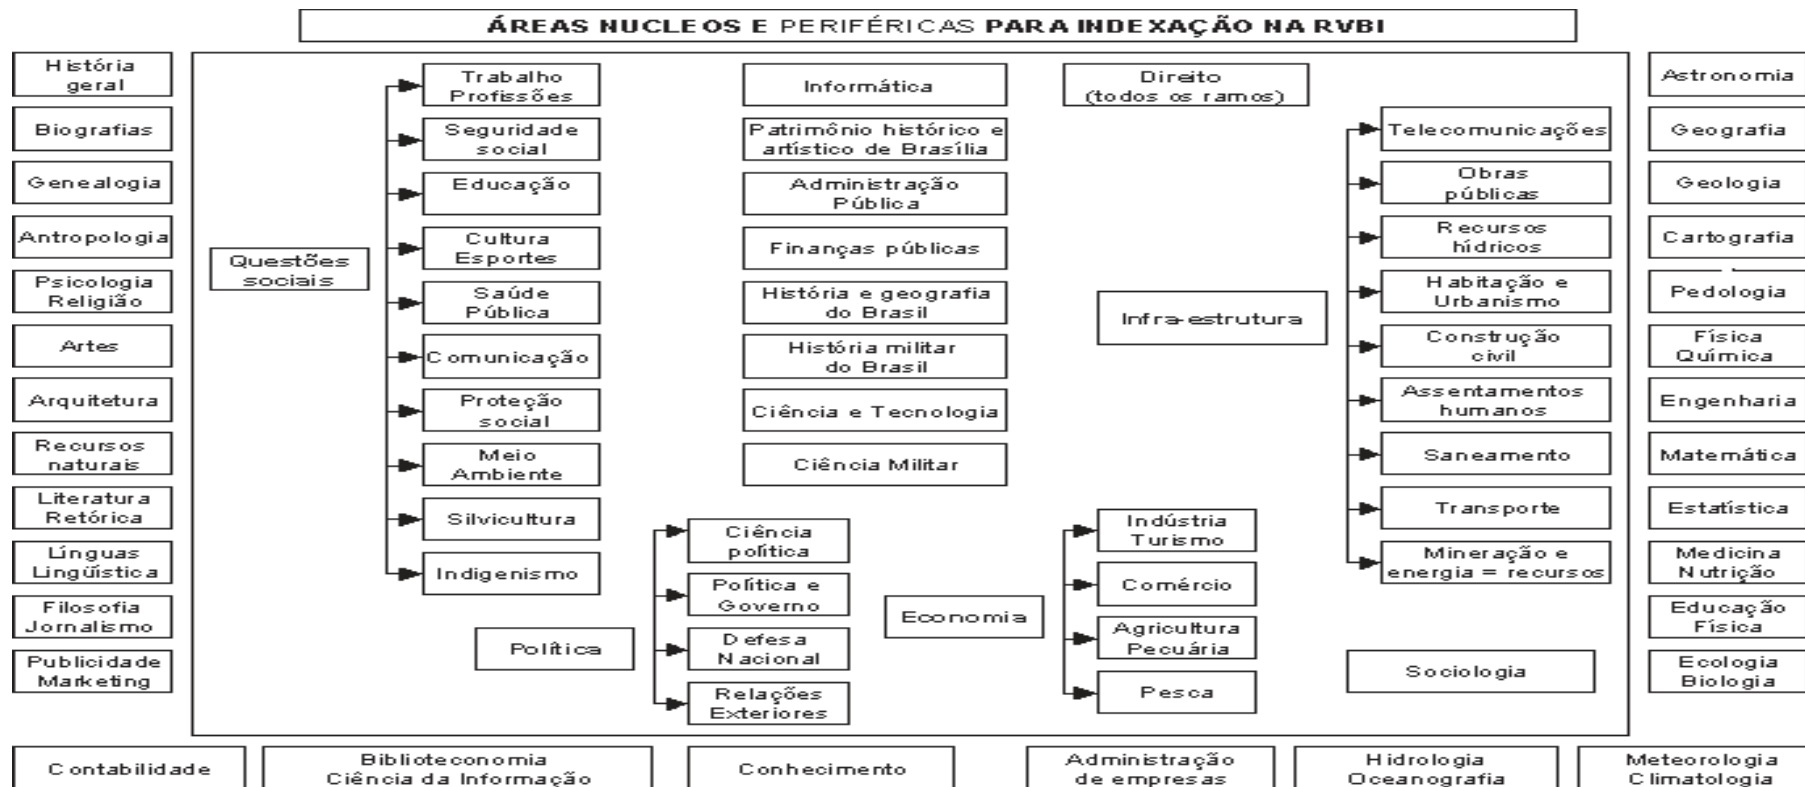 ÁREAS NUCLEOS E PERIFÉRICAS PARA INDEXAÇÃO NA RVBI
História
geral
Biografias
Genealogia
Antropologia
Psicologia
Religião
Artes
Arquitetura
Recursos
naturais
Literatura
Retórica
Línguas
Lingüística
Filosofia
Jornalismo
Publicidade
Marketing
Questões
sociais
Trabalho
Profissões
Seguridade
social
Educação
Cultura
Esportes
Saúde
Pública
Comunicação
Proteção
social
Meio
Ambiente
Silvicultura
Indigenismo
Informática
Patrimônio histórico e
artístico de Brasília
Administração
Pública
Finanças públicas
História e geografia
do Brasil
História militar
do Brasil
Ciência e Tecnologia
Ciência Militar
Direito
(todos os ramos)
Infra-estrutura
Telecomunicações
Obras
públicas
Recursos
hídricos
Habitação e
Urbanismo
Construção
civil
Assentamentos
humanos
Saneamento
Transporte
Mineração e
energia = recursos
Política
Ciência
política
Política e
Governo
Defesa
Nacional
Relações
Exteriores
Economia
Indústria
Turismo
Comércio
Agricultura
Pecuária
Pesca
Sociologia
Astronomia
Geografia
Geologia
Cartografia
Pedologia
Física
Química
Engenharia
Matemática
Estatística
Medicina
Nutrição
Educação
Física
Ecologia
Biologia
Contabilidade
Biblioteconomia
Ciência da Informação
Conhecimento
Administração
de empresas
Hidrologia
Oceanografia
Meteorologia
Climatologia